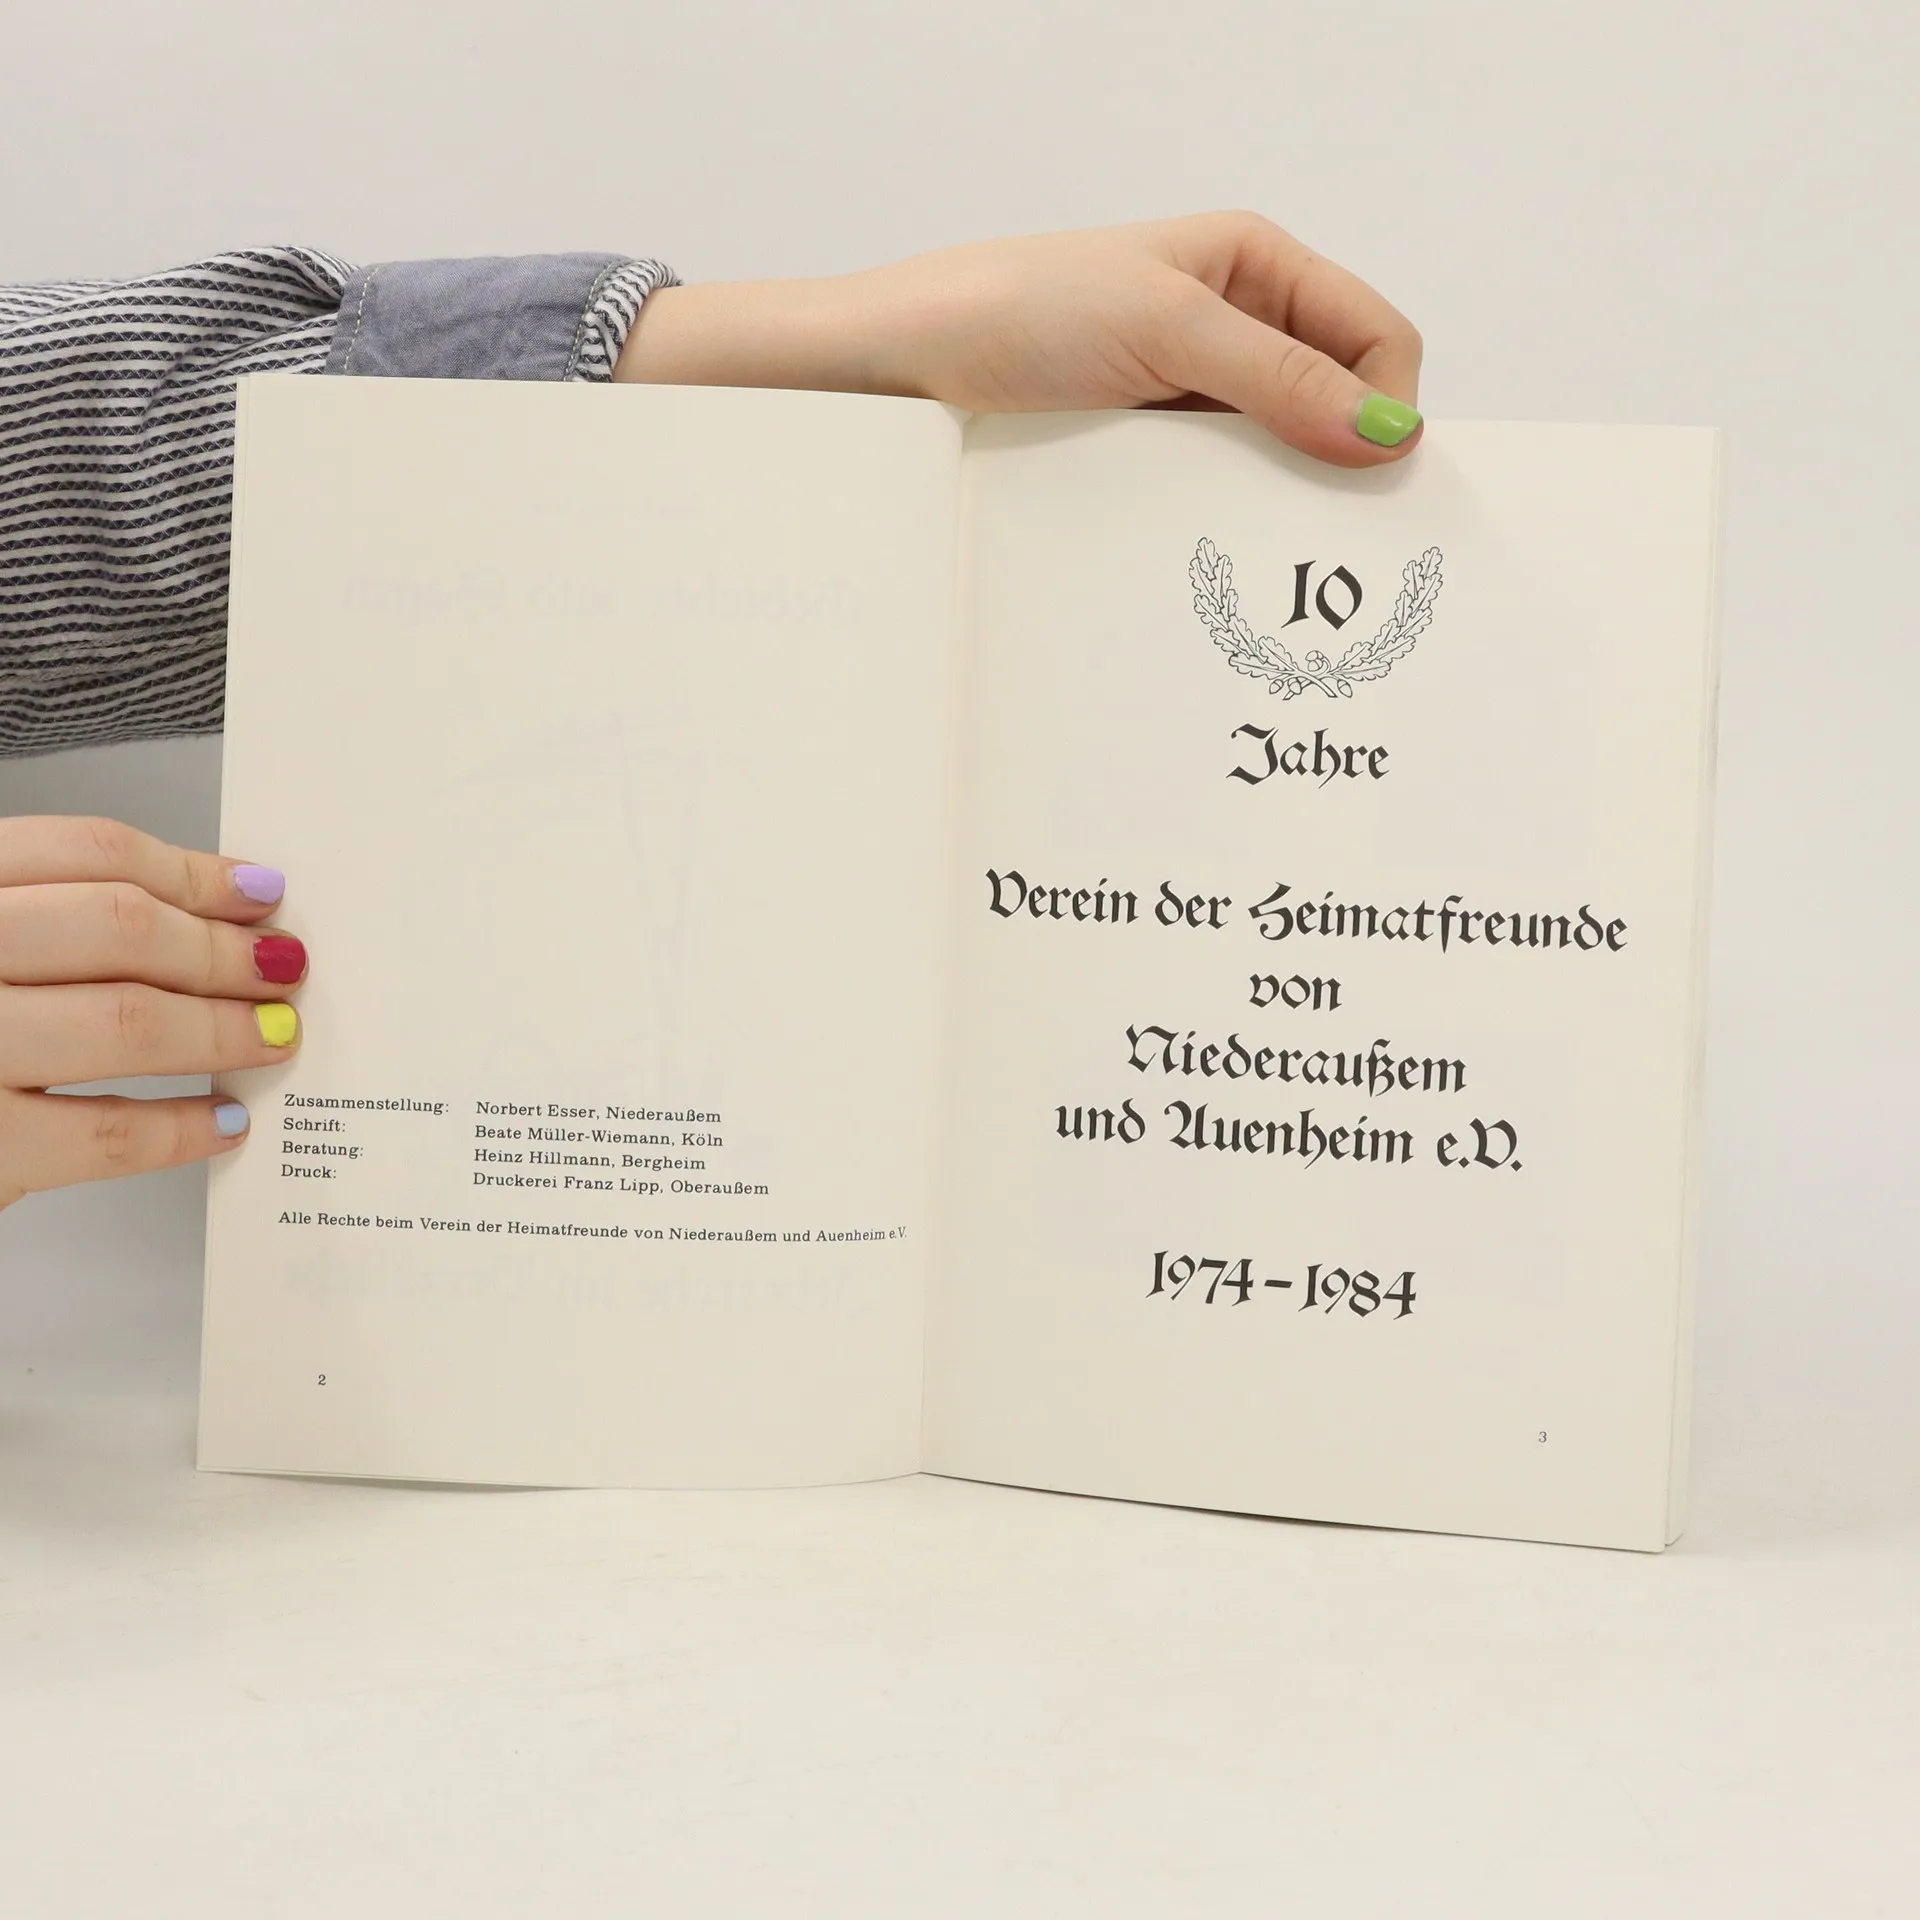 Zusammenstellung: Norbert Esser, Niederaußem
Schrift: Beate Müller-Wiemann, Köln
Beratung: Heinz Hillmann, Bergheim
Druck: Druckerei Franz Lipp, Oberaußem
Alle Rechte beim Verein der Heimatfreunde von Niederaußem und Auenheim e.V.
2
10
Jahre
Verein der Heimatfreunde
von
Niederaußem
und Auenheim e.V.
1974 - 1984
3